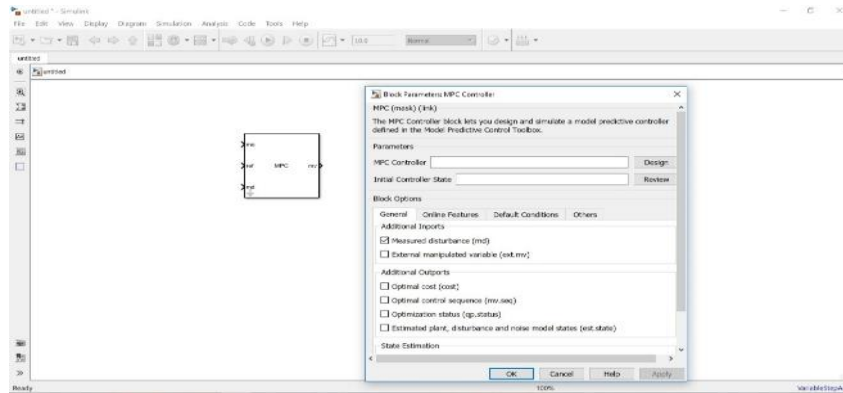 untitled * - Simulink
File Edit View Display Diagram Simulation Analysis Code Tools Help
10.0 Normal
untitled
untitled
mo
ref MPC mv
md
Block Parameters: MPC Controller
MPC (mask) (link)
The MPC Controller block lets you design and simulate a model predictive controller
defined in the Model Predictive Control Toolbox.
Parameters
MPC Controller Design
Initial Controller State Review
Block Options
General Online Features Default Conditions Others
Additional Inports
Measured disturbance (md)
External manipulated variable (ext.mv)
Additional Outports
Optimal cost (cost)
Optimal control sequence (mv.seq)
Optimization status (qp.status)
Estimated plant, disturbance and noise model states (est.state)
State Estimation
OK Cancel Help Apply
Ready 100% VariableStepA